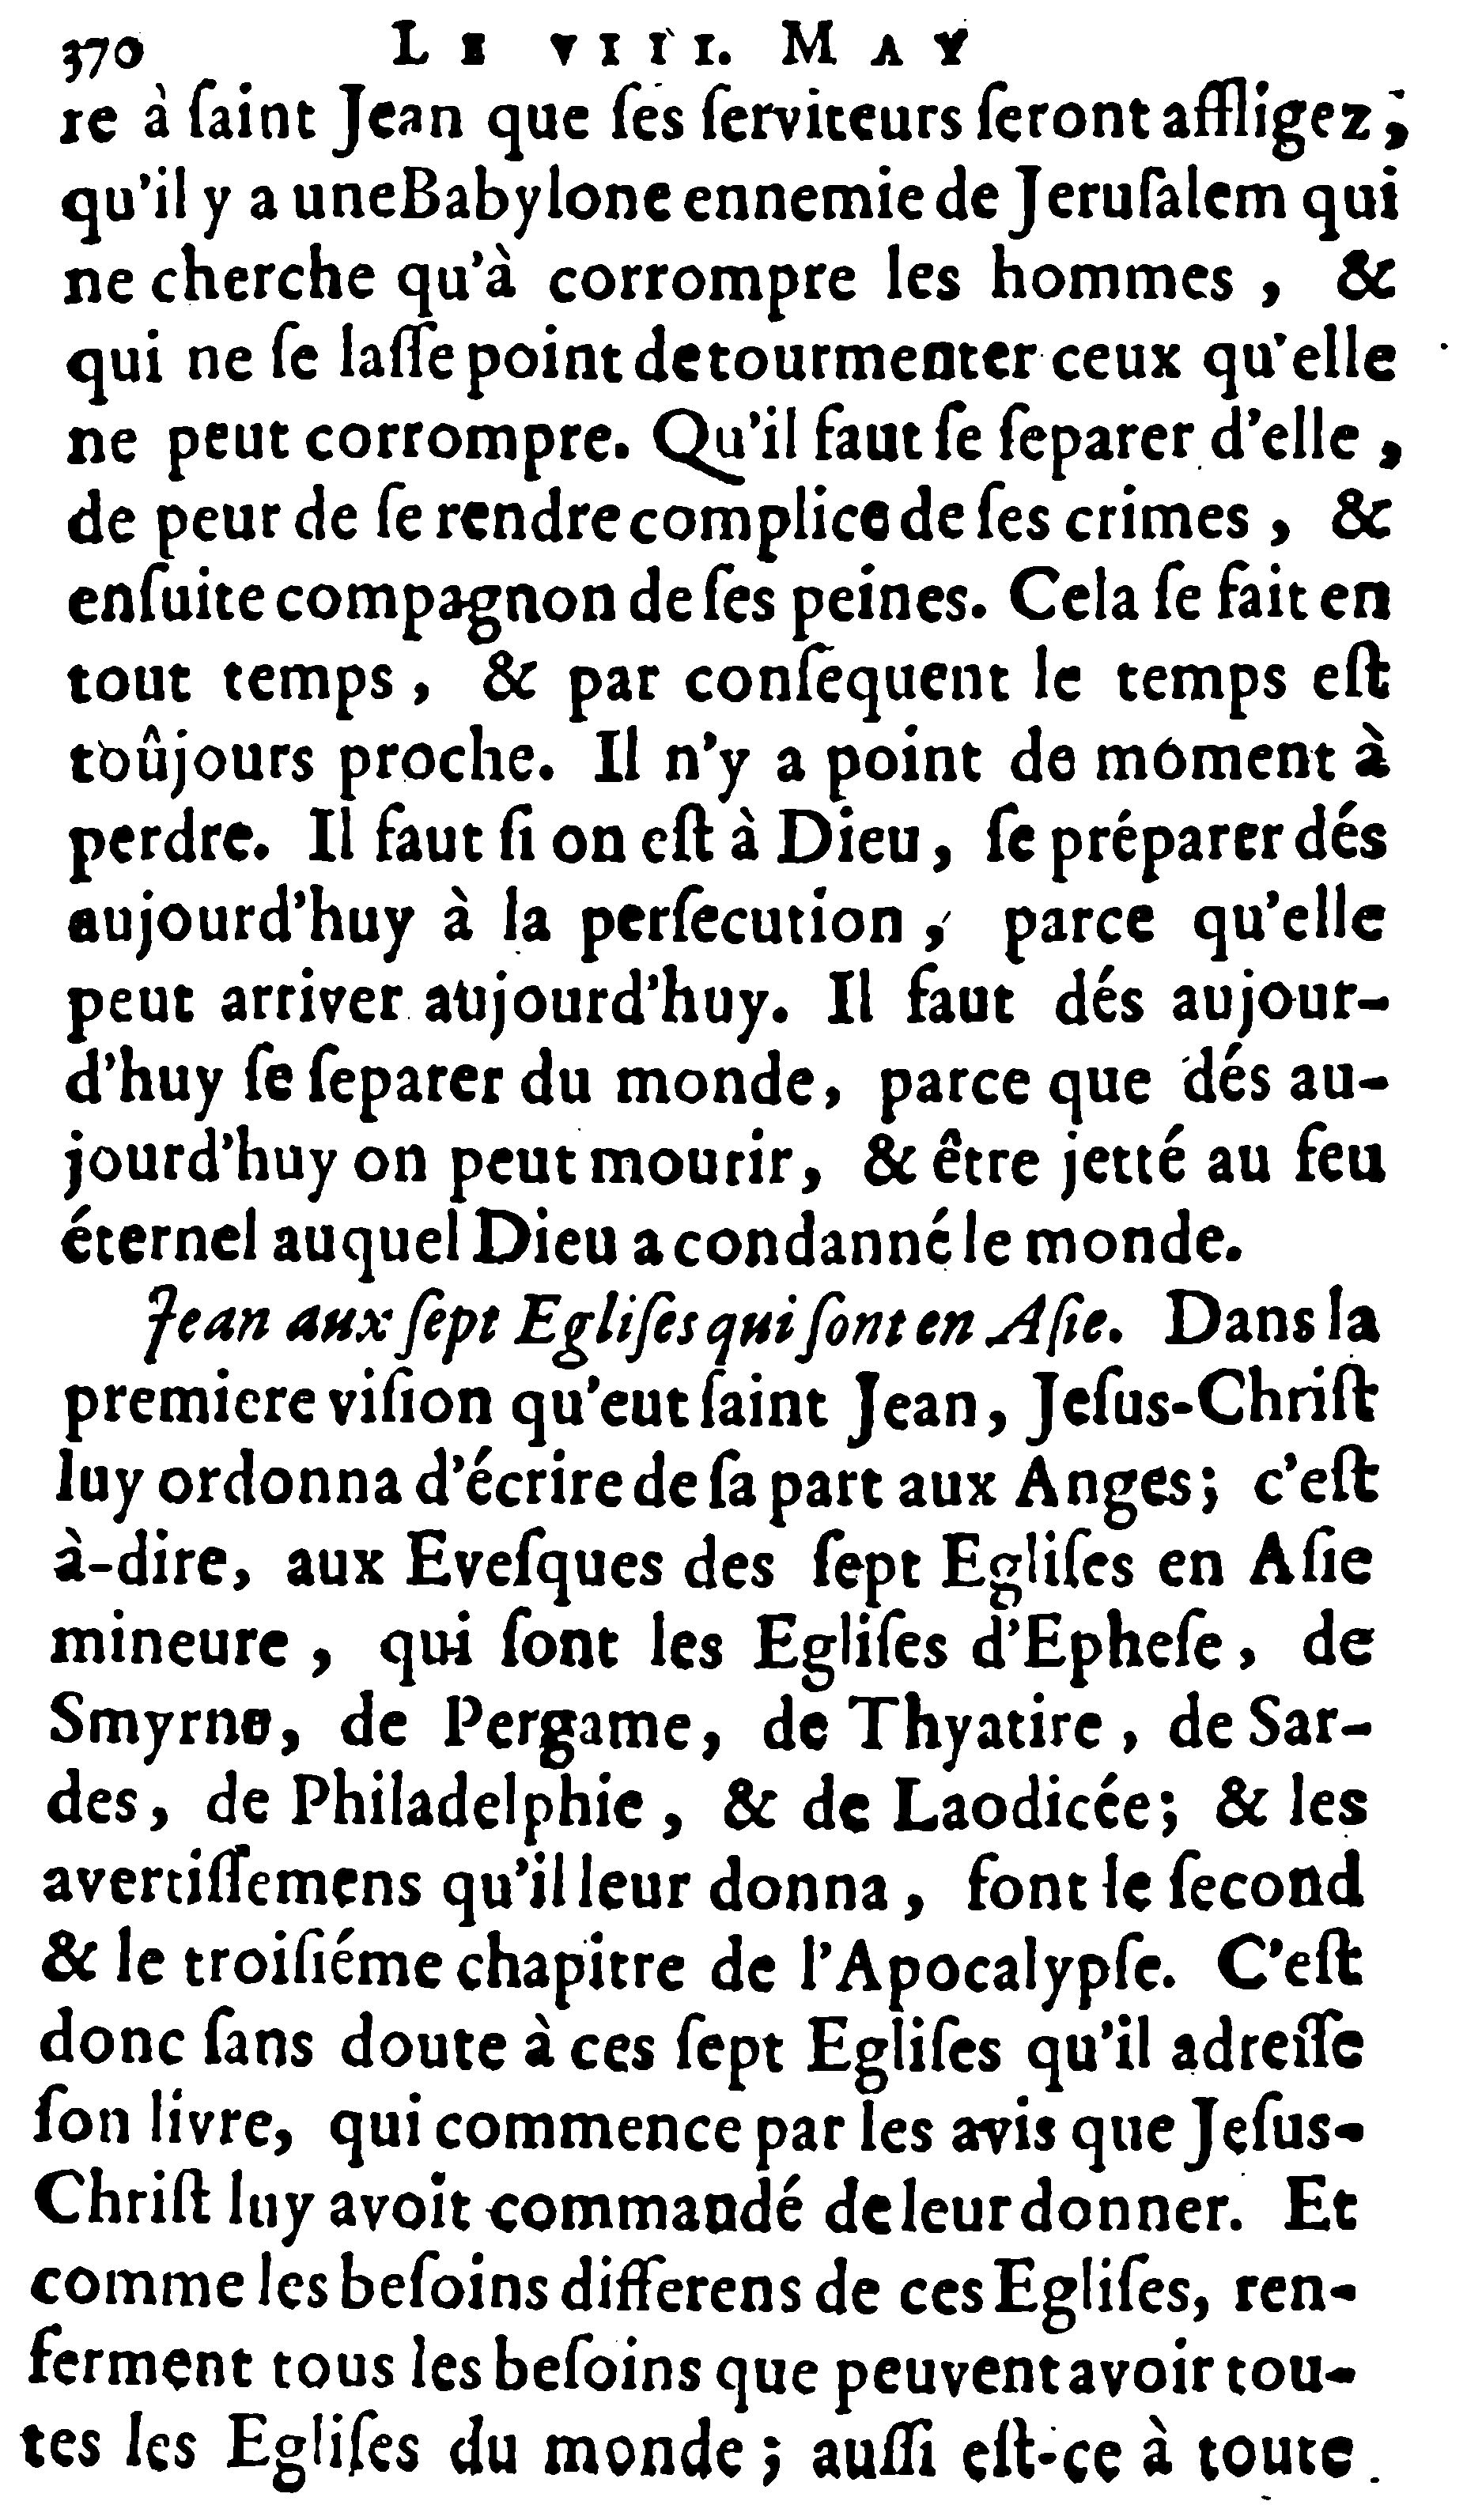 370 LE VIII. MAY
re à ſaint Jean que ſes ſerviteurs ſeront affligez,
qu'il y a une Babylone ennemie de Jeruſalem qui
ne cherche qu'à corrompre les hommes, &
qui ne ſe laſſe point de tourmenter ceux qu'elle
ne peut corrompre. Qu'il faut ſe ſeparer d'elle,
de peur de ſe rendre complice de ſes crimes, &
enſuite compagnon de ſes peines. Cela ſe fait en
tout temps, & par conſequent le temps eſt
toûjours proche. Il n'y a point de moment à
perdre. Il faut ſi on eſt à Dieu, ſe préparer dés
aujourd'huy à la perſecution, parce qu'elle
peut arriver aujourd'huy. Il faut dés aujour-
d'huy ſe ſeparer du monde, parce que dés au-
jourd'huy on peut mourir, & être jetté au feu
éternel auquel Dieu a condanné le monde.
Jean aux ſept Egliſes qui ſont en Aſie. Dans la
premiere viſion qu'eut ſaint Jean, Jeſus-Chriſt
luy ordonna d'écrire de ſa part aux Anges; c'eſt
à-dire, aux Eveſques des ſept Egliſes en Aſie
mineure, qui ſont les Egliſes d'Epheſe, de
Smyrne, de Pergame, de Thyatire, de Sar-
des, de Philadelphie, & de Laodicée; & les
avertiſſemens qu'il leur donna, font le ſecond
& le troiſiéme chapitre de l'Apocalypſe. C'eſt
donc ſans doute à ces ſept Egliſes qu'il adreſſe
ſon livre, qui commence par les avis que Jeſus-
Chriſt luy avoit commandé de leur donner. Et
comme les beſoins differens de ces Egliſes, ren-
ferment tous les beſoins que peuvent avoir tou-
tes les Egliſes du monde; auſſi eſt-ce à toute